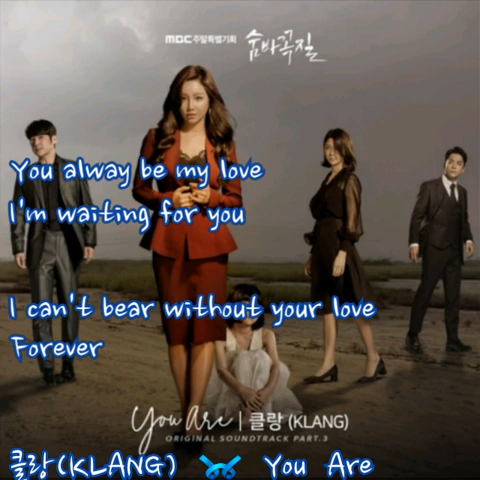 MBC 주말특별기획 숨바꼭질
You alway be my love
I'm waiting for you
I can't bear without your love
Forever
You are | 클랑 (KLANG)
ORIGINAL SOUNDTRACK PART.3
클랑(KLANG) You Are